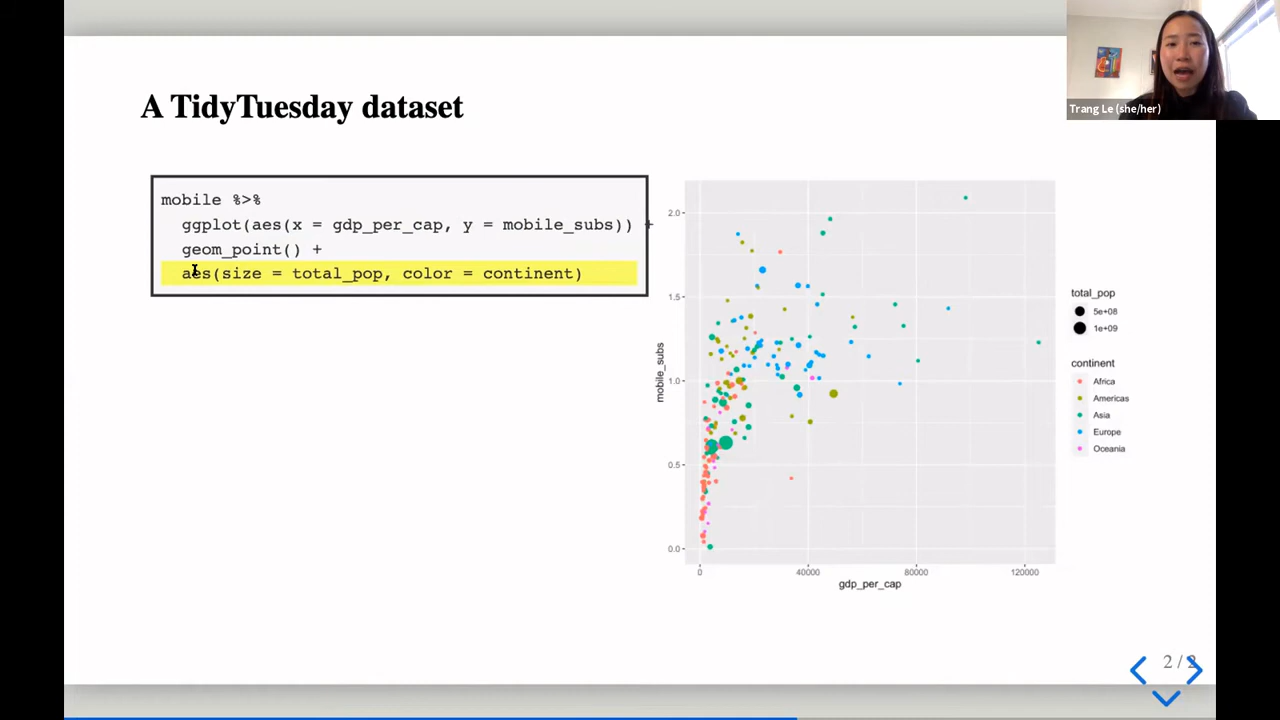 Trang Le (she/her)
A TidyTuesday dataset
mobile %>%
ggplot(aes(x = gdp_per_cap, y = mobile_subs)) +
geom_point() +
aes(size = total_pop, color = continent)
2.0
1.5
1.0
0.5
0.0
mobile_subs
0
40000
80000
120000
gdp_per_cap
total_pop
5e+08
1e+09
continent
Africa
Americas
Asia
Europe
Oceania
2 / 2